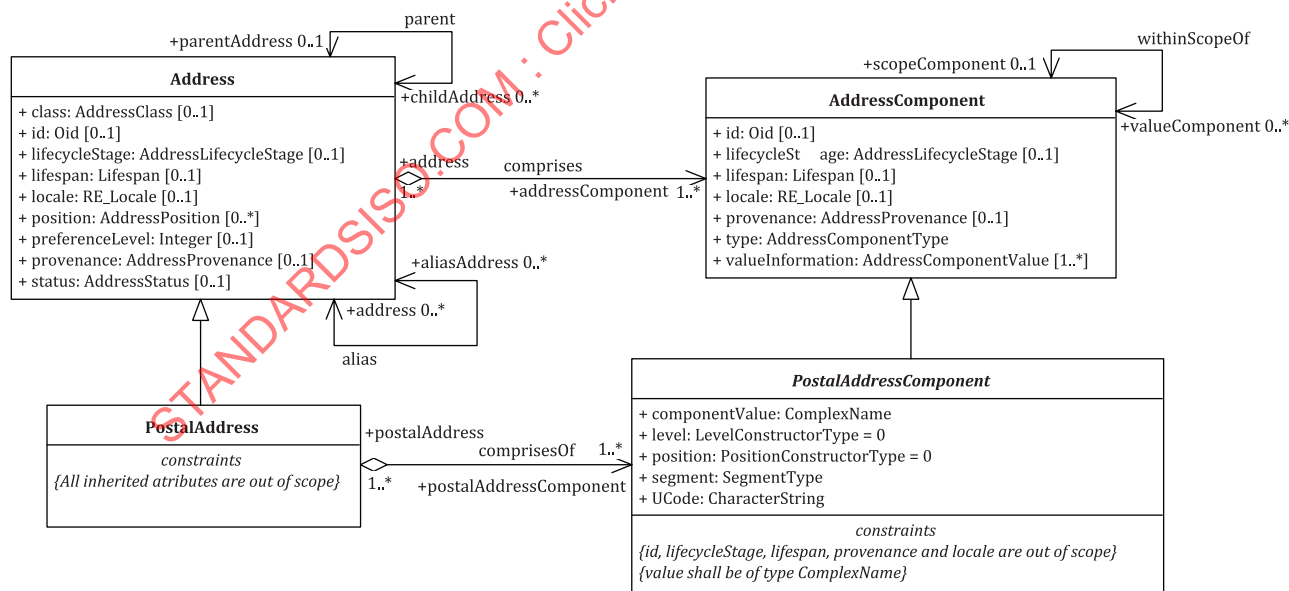 parent
+parentAddress 0..1
Address
+childAddress 0..*
+ class: AddressClass [0..1]
+ id: Oid [0..1]
+ lifecycleStage: AddressLifecycleStage [0..1]
+ lifespan: Lifespan [0..1]
+ locale: RE_Locale [0..1]
+ position: AddressPosition [0..*]
+ preferenceLevel: Integer [0..1]
+ provenance: AddressProvenance [0..1]
+ status: AddressStatus [0..1]
+address
1..*
comprises
+addressComponent 1..*
+aliasAddress 0..*
+address 0..*
alias
withinScopeOf
+scopeComponent 0..1
AddressComponent
+valueComponent 0..*
+ id: Oid [0..1]
+ lifecycleSt age: AddressLifecycleStage [0..1]
+ lifespan: Lifespan [0..1]
+ locale: RE_Locale [0..1]
+ provenance: AddressProvenance [0..1]
+ type: AddressComponentType
+ valueInformation: AddressComponentValue [1..*]
PostalAddress
constraints
{All inherited atributes are out of scope}
+postalAddress
1..*
comprisesOf 1..*
+postalAddressComponent
PostalAddressComponent
+ componentValue: ComplexName
+ level: LevelConstructorType = 0
+ position: PositionConstructorType = 0
+ segment: SegmentType
+ UCode: CharacterString
constraints
{id, lifecycleStage, lifespan, provenance and locale are out of scope}
{value shall be of type ComplexName}
STANDARDSISO.COM : Clic